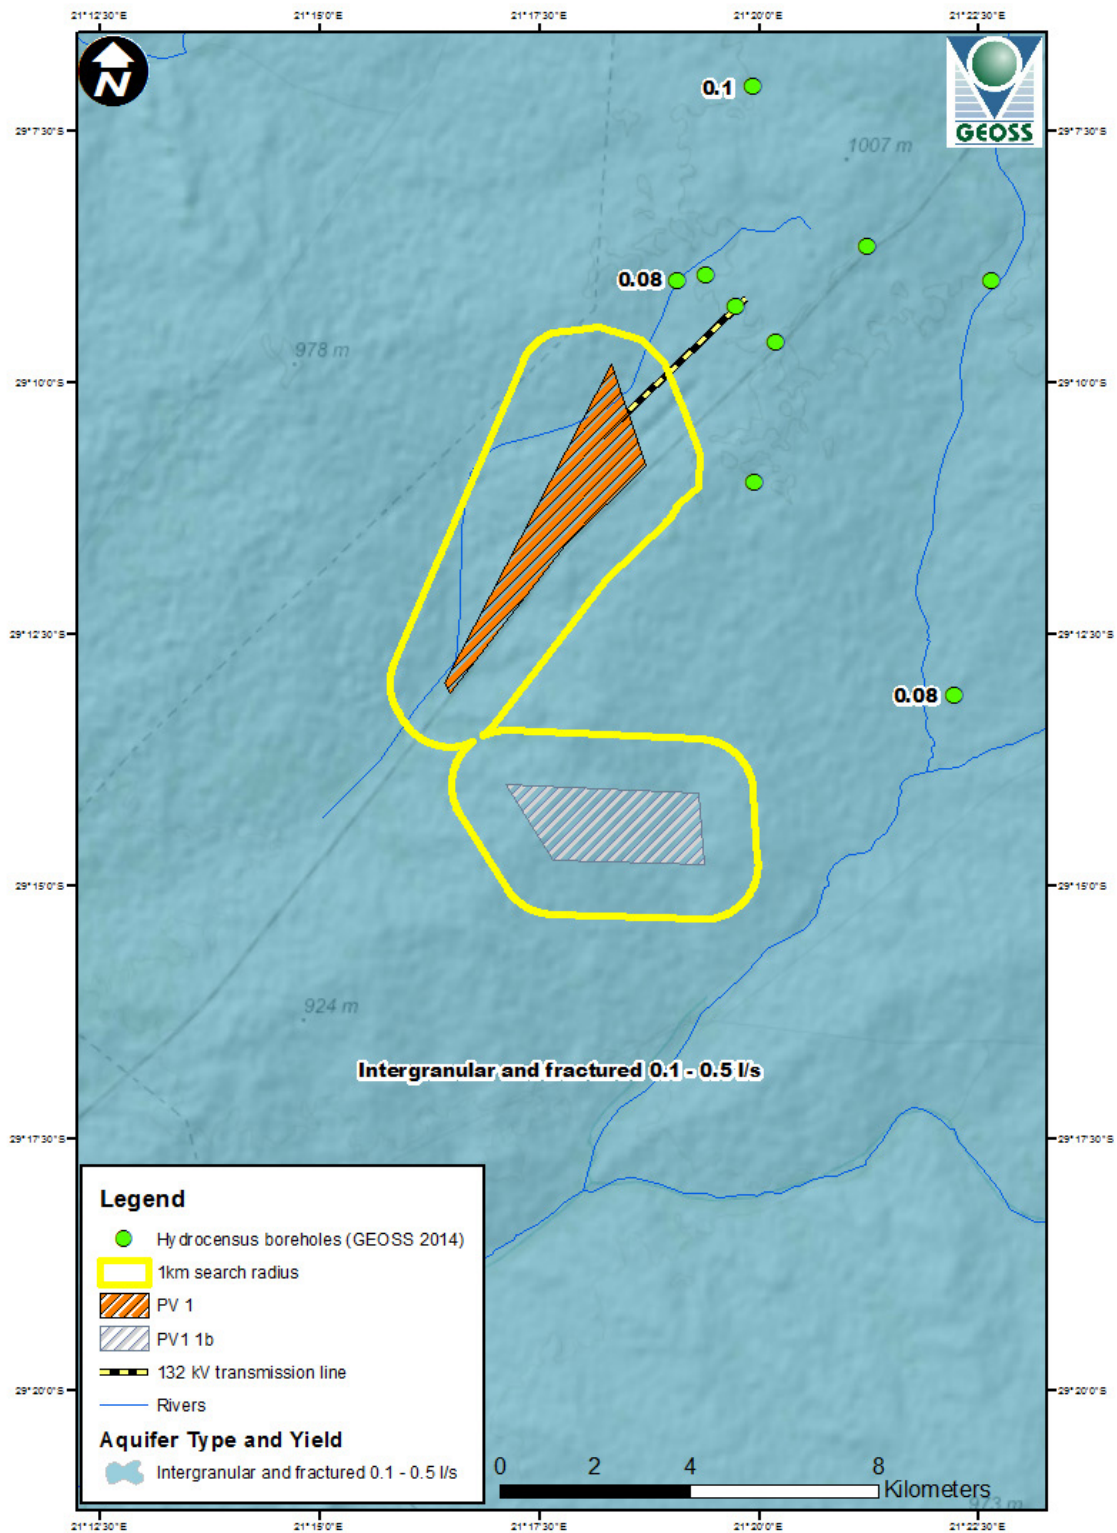 21°12'30"E 21°15'0"E 21°17'30"E 21°20'0"E 21°22'30"E
N
GEOSS
0.1
29°7'30"S 29°7'30"S
1007 m
0.08
978 m
29°10'0"S 29°10'0"S
29°12'30"S 29°12'30"S
0.08
29°15'0"S 29°15'0"S
924 m
Intergranular and fractured 0.1 - 0.5 l/s
29°17'30"S 29°17'30"S
Legend
Hydrocensus boreholes (GEOSS 2014)
1km search radius
PV 1
PV1 1b
132 kV transmission line
29°20'0"S 29°20'0"S
Rivers
Aquifer Type and Yield
Intergranular and fractured 0.1 - 0.5 l/s
0 2 4 8
Kilometers
973 m
21°12'30"E 21°15'0"E 21°17'30"E 21°20'0"E 21°22'30"E